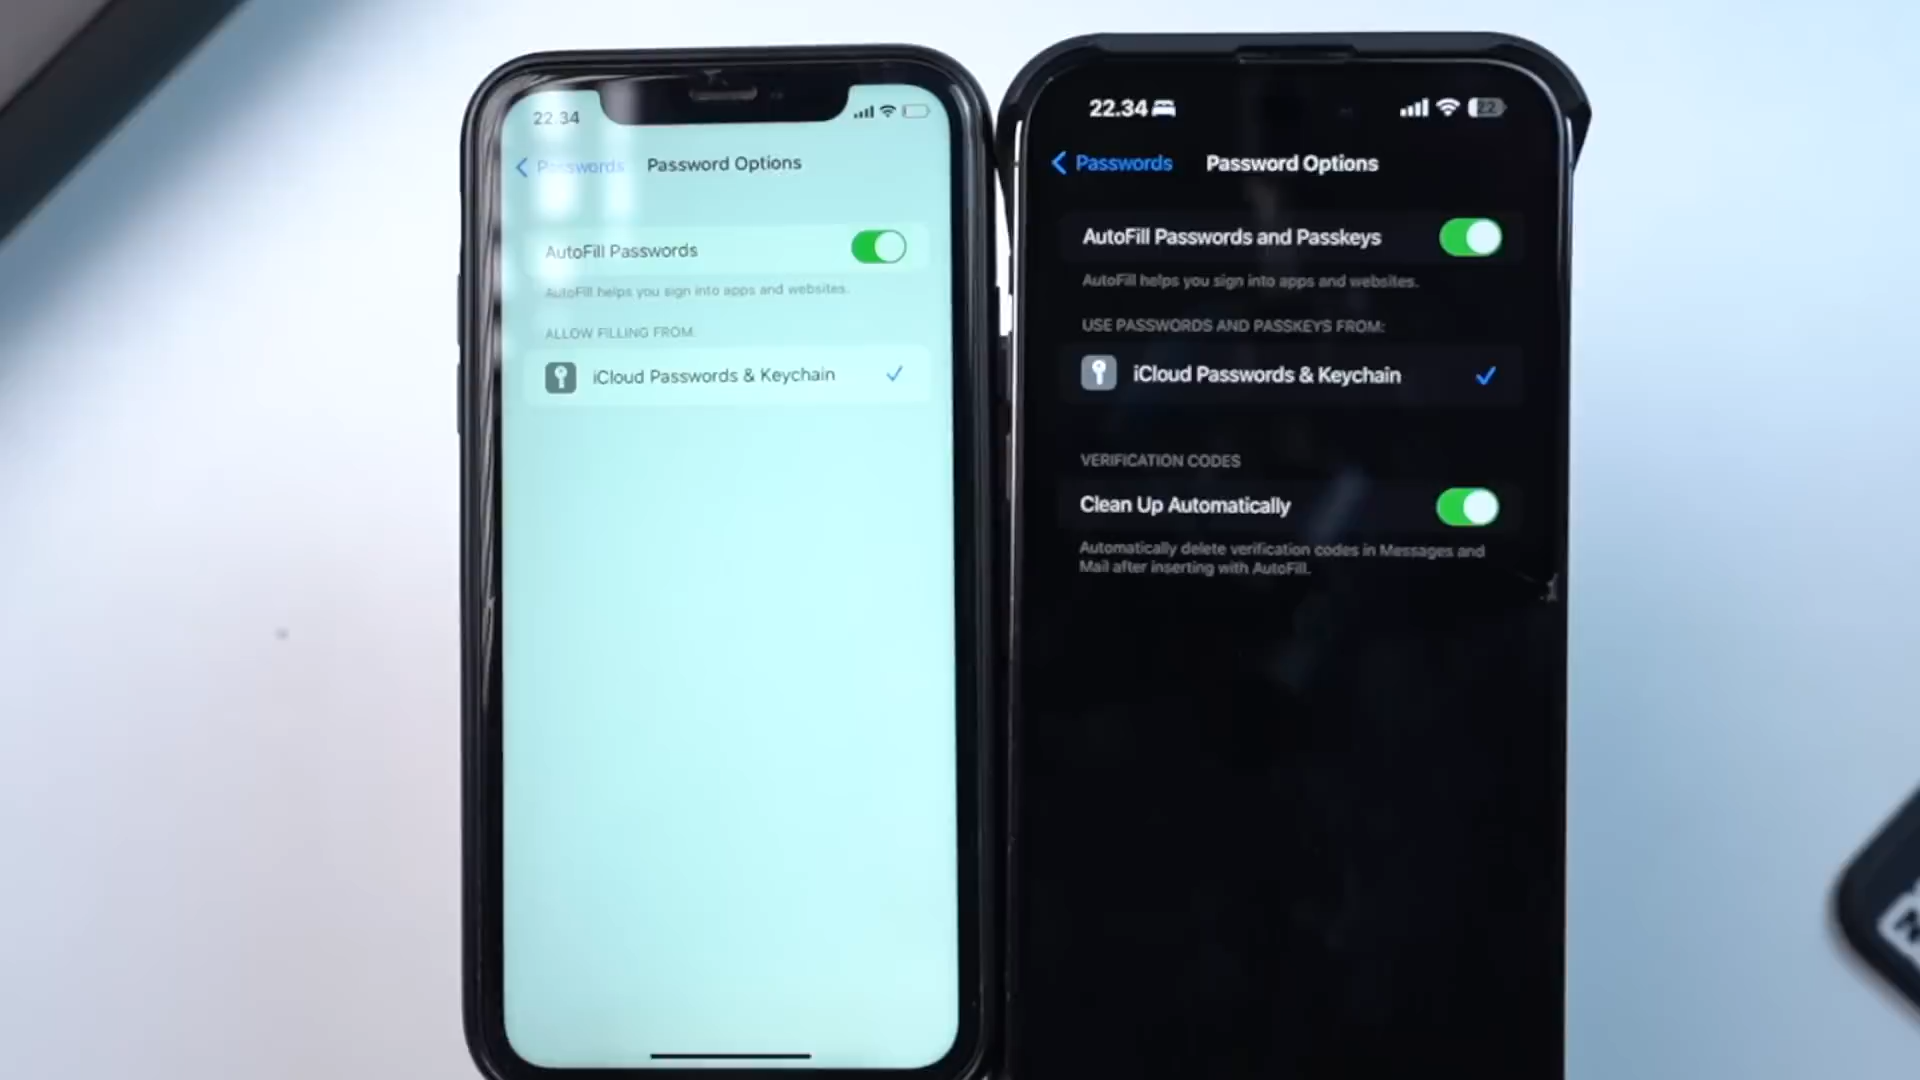 22.34
Passwords
Password Options
AutoFill Passwords
AutoFill helps you sign into apps and websites.
ALLOW FILLING FROM:
iCloud Passwords & Keychain
22.34
22
Passwords
Password Options
AutoFill Passwords and Passkeys
AutoFill helps you sign into apps and websites.
USE PASSWORDS AND PASSKEYS FROM:
iCloud Passwords & Keychain
VERIFICATION CODES
Clean Up Automatically
Automatically delete verification codes in Messages and
Mail after inserting with AutoFill.